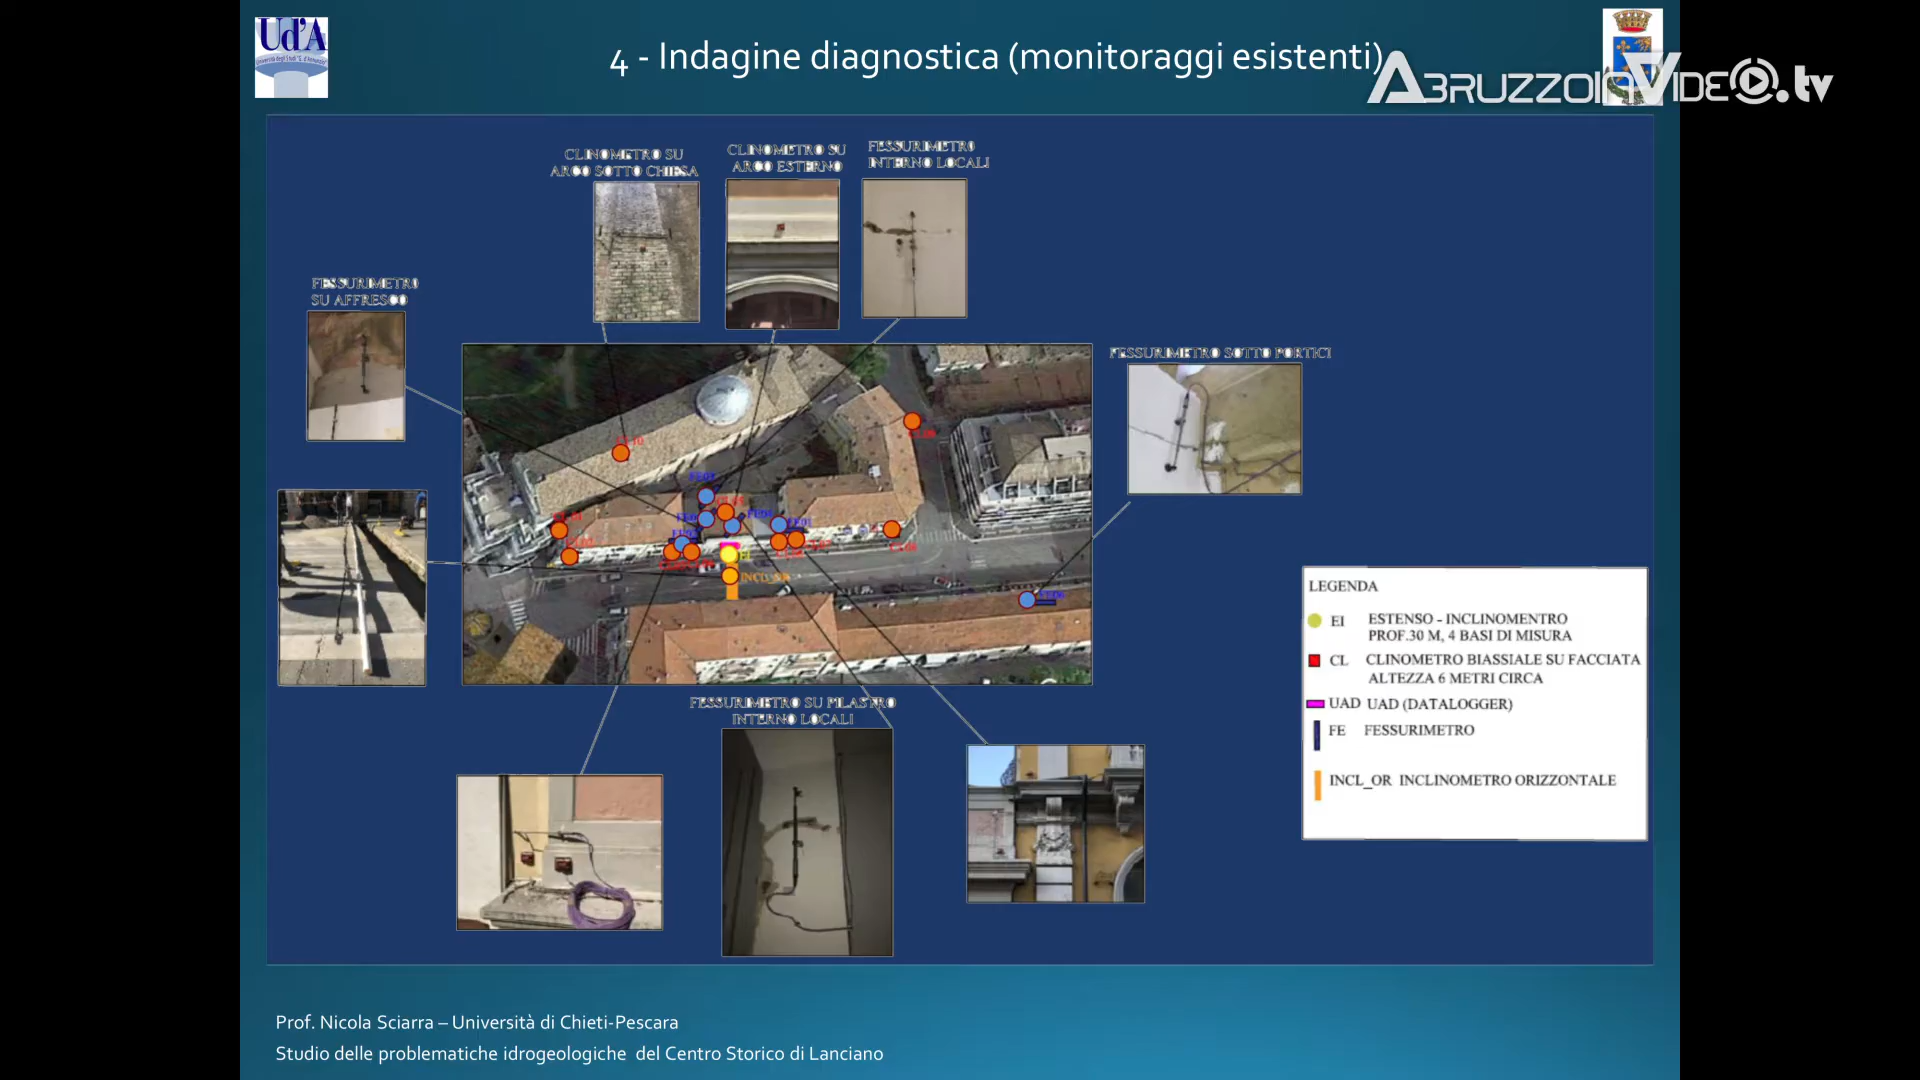 Ud'A
4 - Indagine diagnostica (monitoraggi esistenti)
ABRUZZOINVIDEO.tv
CLINOMETRO SU
ARCO SOTTO CHIESA
CLINOMETRO SU
ARCO ESTERNO
FESSURIMETRO
INTERNO LOCALI
FESSURIMETRO
SU AFFRESCO
FESSURIMETRO SOTTO PORTICI
EI
INCL_OR
FESSURIMETRO SU PILASTRO
INTERNO LOCALI
LEGENDA
EI ESTENSO - INCLINOMENTRO
PROF.30 M, 4 BASI DI MISURA
CL CLINOMETRO BIASSIALE SU FACCIATA
ALTEZZA 6 METRI CIRCA
UAD UAD (DATALOGGER)
FE FESSURIMETRO
INCL_OR INCLINOMETRO ORIZZONTALE
Prof. Nicola Sciarra – Università di Chieti-Pescara
Studio delle problematiche idrogeologiche del Centro Storico di Lanciano